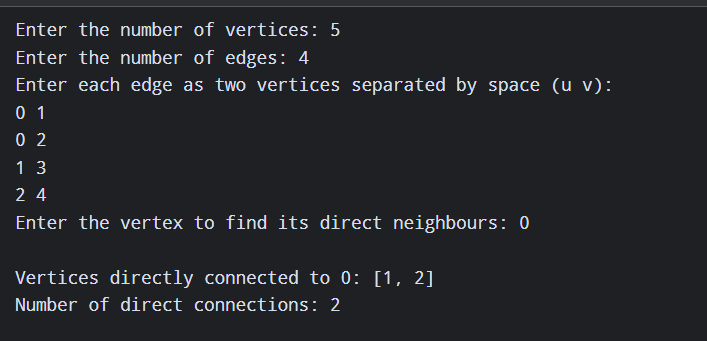 Enter the number of vertices: 5
Enter the number of edges: 4
Enter each edge as two vertices separated by space (u v):
0 1
0 2
1 3
2 4
Enter the vertex to find its direct neighbours: 0
Vertices directly connected to 0: [1, 2]
Number of direct connections: 2